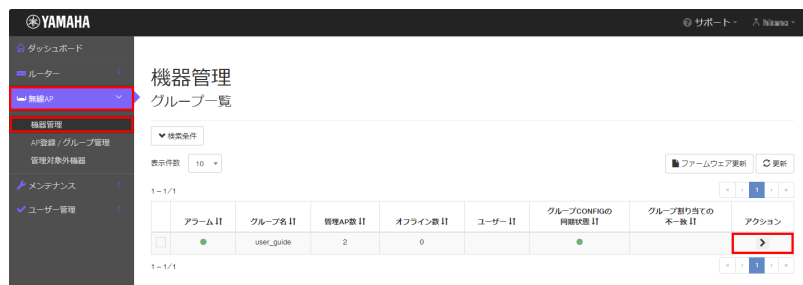 YAMAHA
サポート
ダッシュボード
ルーター
無線AP
機器管理
AP登録 / グループ管理
管理対象外機器
メンテナンス
ユーザー管理
機器管理
グループ一覧
検索条件
表示件数 10
ファームウェア更新 更新
1 – 1/1
« ‹ 1 › »
アラーム グループ名 管理AP数 オフライン数 ユーザー グループCONFIGの同期状態 グループ割り当ての不一致 アクション
user_guide 2 0
1 – 1/1
« ‹ 1 › »